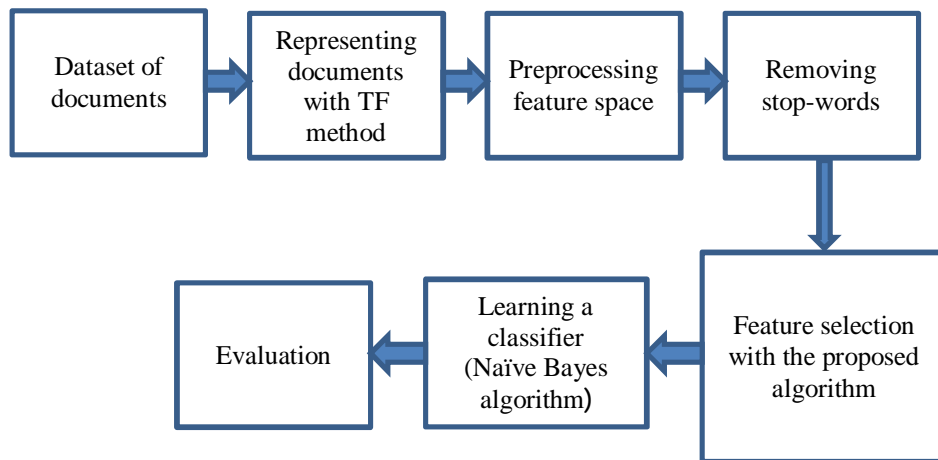 Dataset of
documents
Representing
documents
with TF
method
Preprocessing
feature space
Removing
stop-words
Feature selection
with the proposed
algorithm
Learning a
classifier
(Naïve Bayes
algorithm)
Evaluation